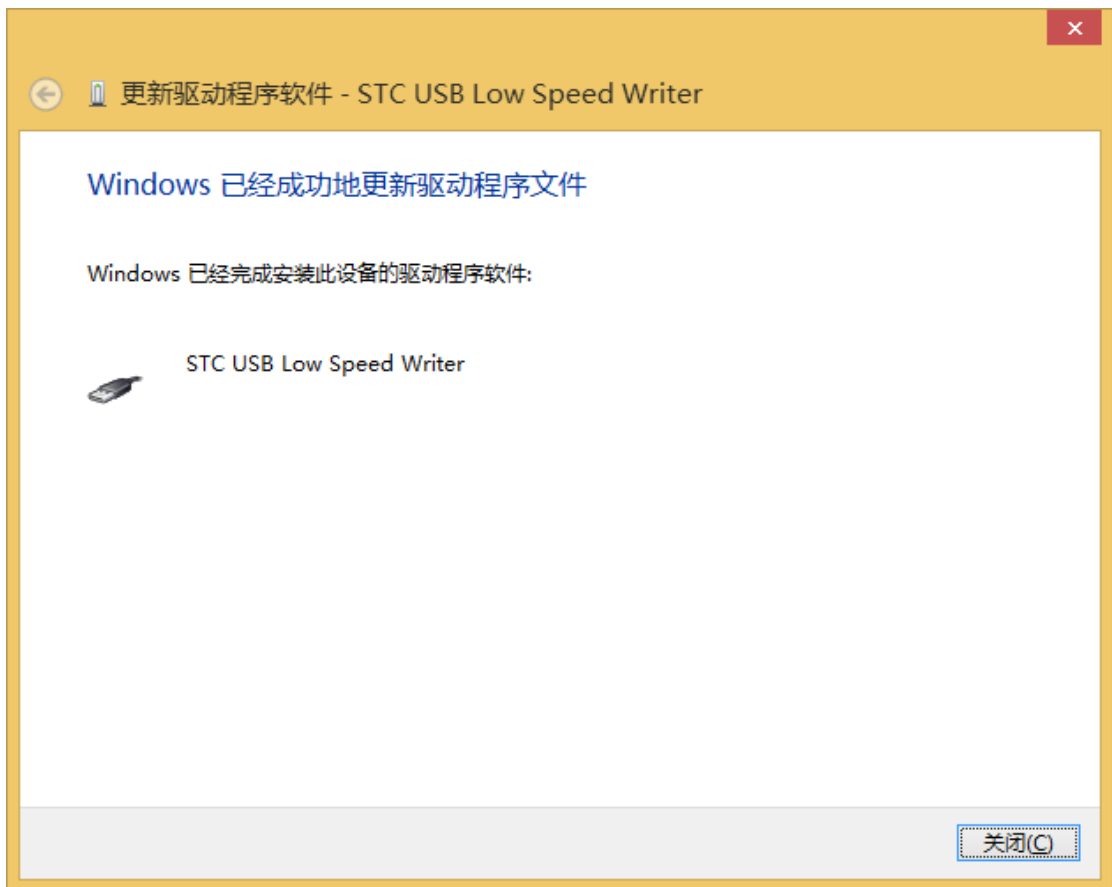 更新驱动程序软件 - STC USB Low Speed Writer
Windows 已经成功地更新驱动程序文件
Windows 已经完成安装此设备的驱动程序软件:
STC USB Low Speed Writer
关闭(C)